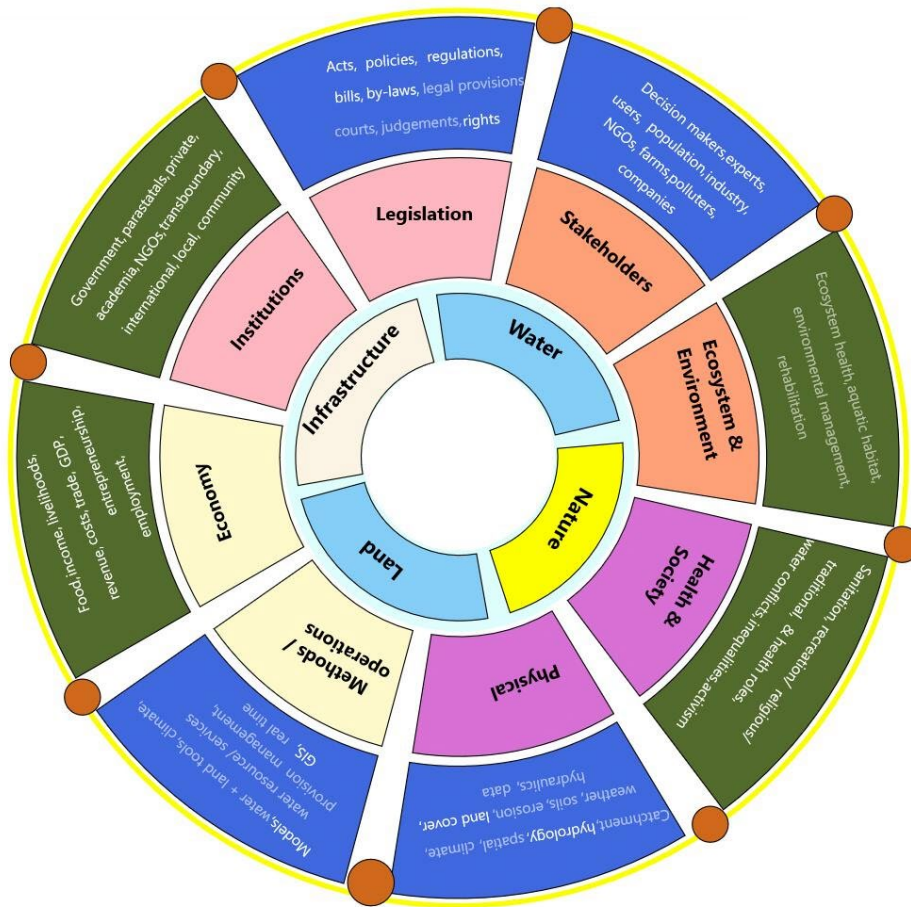 Acts, policies, regulations,
bills, by-laws, legal provisions
courts, judgements,rights
Legislation
Decision makers,experts,
users, population,industry,
NGOs, farms,polluters,
companies
Stakeholders
Ecosystem health, aquatic habitat,
environmental management,
rehabilitation
Ecosystem &
Environment
Sanitation, recreation/ religious/
traditional, & health roles,
water conflicts,inequalities,activism
Health &
Society
Catchment,hydrology,spatial, climate,
weather, soils, erosion, land cover,
hydraulics, data
Physical
Models,water + land tools,climate,
water resource/ services
provision management,
GIS, real time
Methods/
operations
Food,income, livelihoods,
revenue,costs, trade, GDP,
entrepreneurship,
employment,
Economy
Government,parastatals,private,
academia,NGOs,transboundary,
international, local, community
Institutions
Infrastructure
Water
Nature
Land